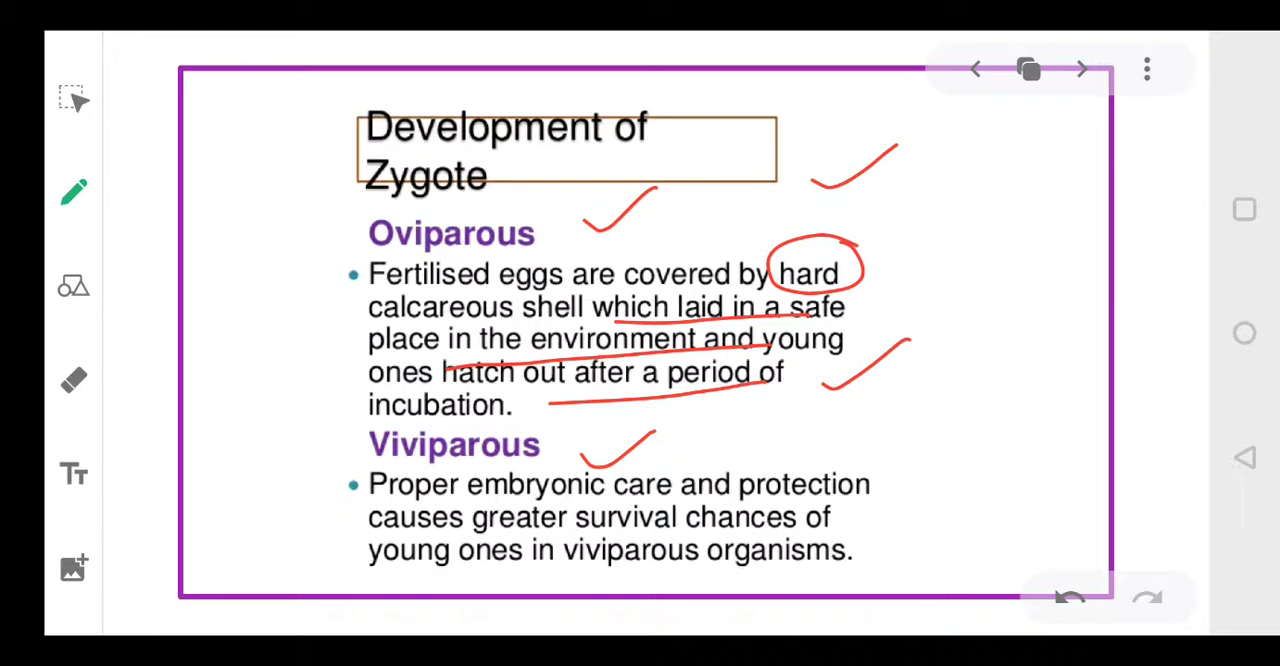 Development of
Zygote
Oviparous
• Fertilised eggs are covered by hard
calcareous shell which laid in a safe
place in the environment and young
ones hatch out after a period of
incubation.
Viviparous
• Proper embryonic care and protection
causes greater survival chances of
young ones in viviparous organisms.
TT